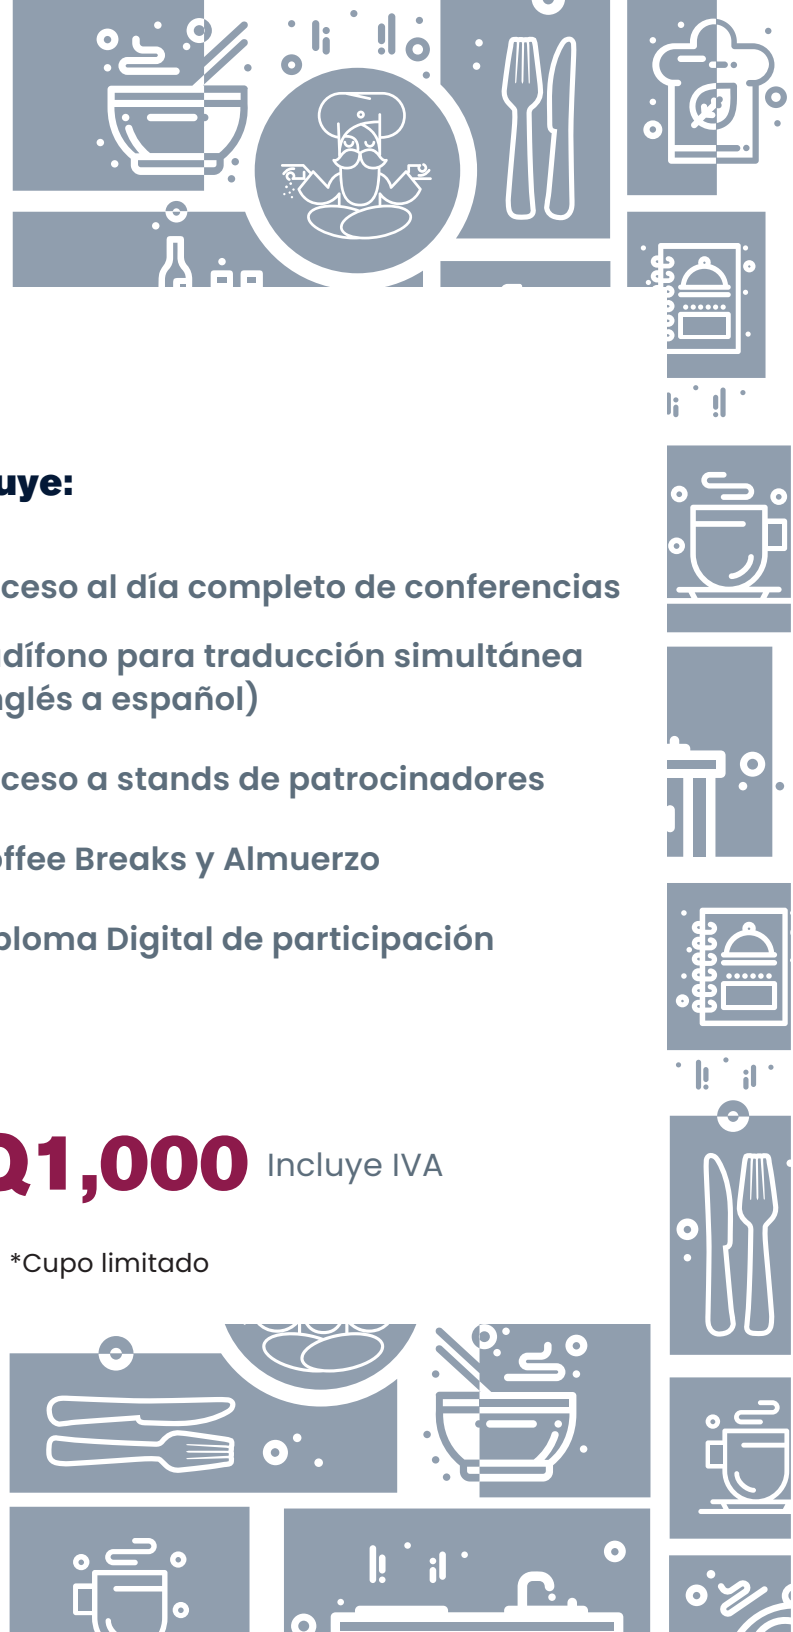 uye:
ceso al día completo de conferencias
dífono para traducción simultánea
glés a español)
ceso a stands de patrocinadores
ffee Breaks y Almuerzo
ploma Digital de participación
Q1,000 Incluye IVA
*Cupo limitado